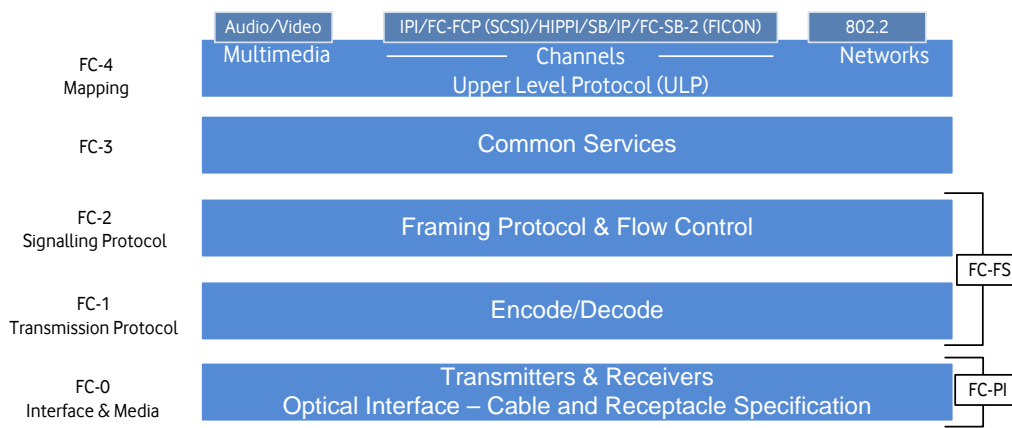 Audio/Video
IPI/FC-FCP (SCSI)/HIPPI/SB/IP/FC-SB-2 (FICON)
802.2
Multimedia
Channels
Networks
Upper Level Protocol (ULP)
FC-4
Mapping
FC-3
Common Services
FC-2
Signalling Protocol
Framing Protocol & Flow Control
FC-FS
FC-1
Transmission Protocol
Encode/Decode
FC-0
Interface & Media
Transmitters & Receivers
Optical Interface – Cable and Receptacle Specification
FC-PI